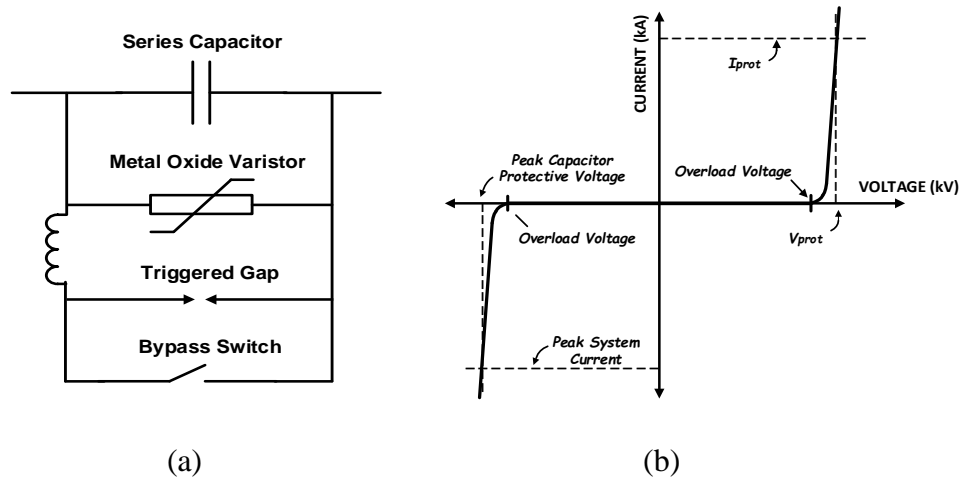 Series Capacitor
Metal Oxide Varistor
Triggered Gap
Bypass Switch
(a)
CURRENT (kA)
Iprot
Peak Capacitor
Protective Voltage
Overload Voltage
VOLTAGE (kV)
Overload Voltage
Vprot
Peak System
Current
(b)